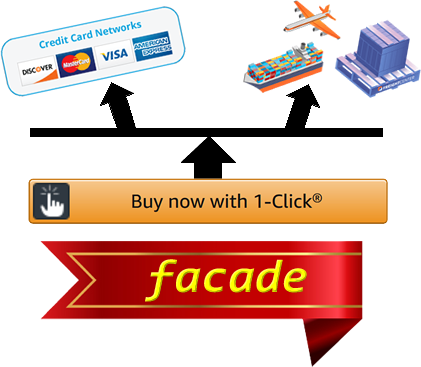 Credit Card Networks
DISCOVER
MasterCard
VISA
AMERICAN
EXPRESS
Buy now with 1-Click®
facade